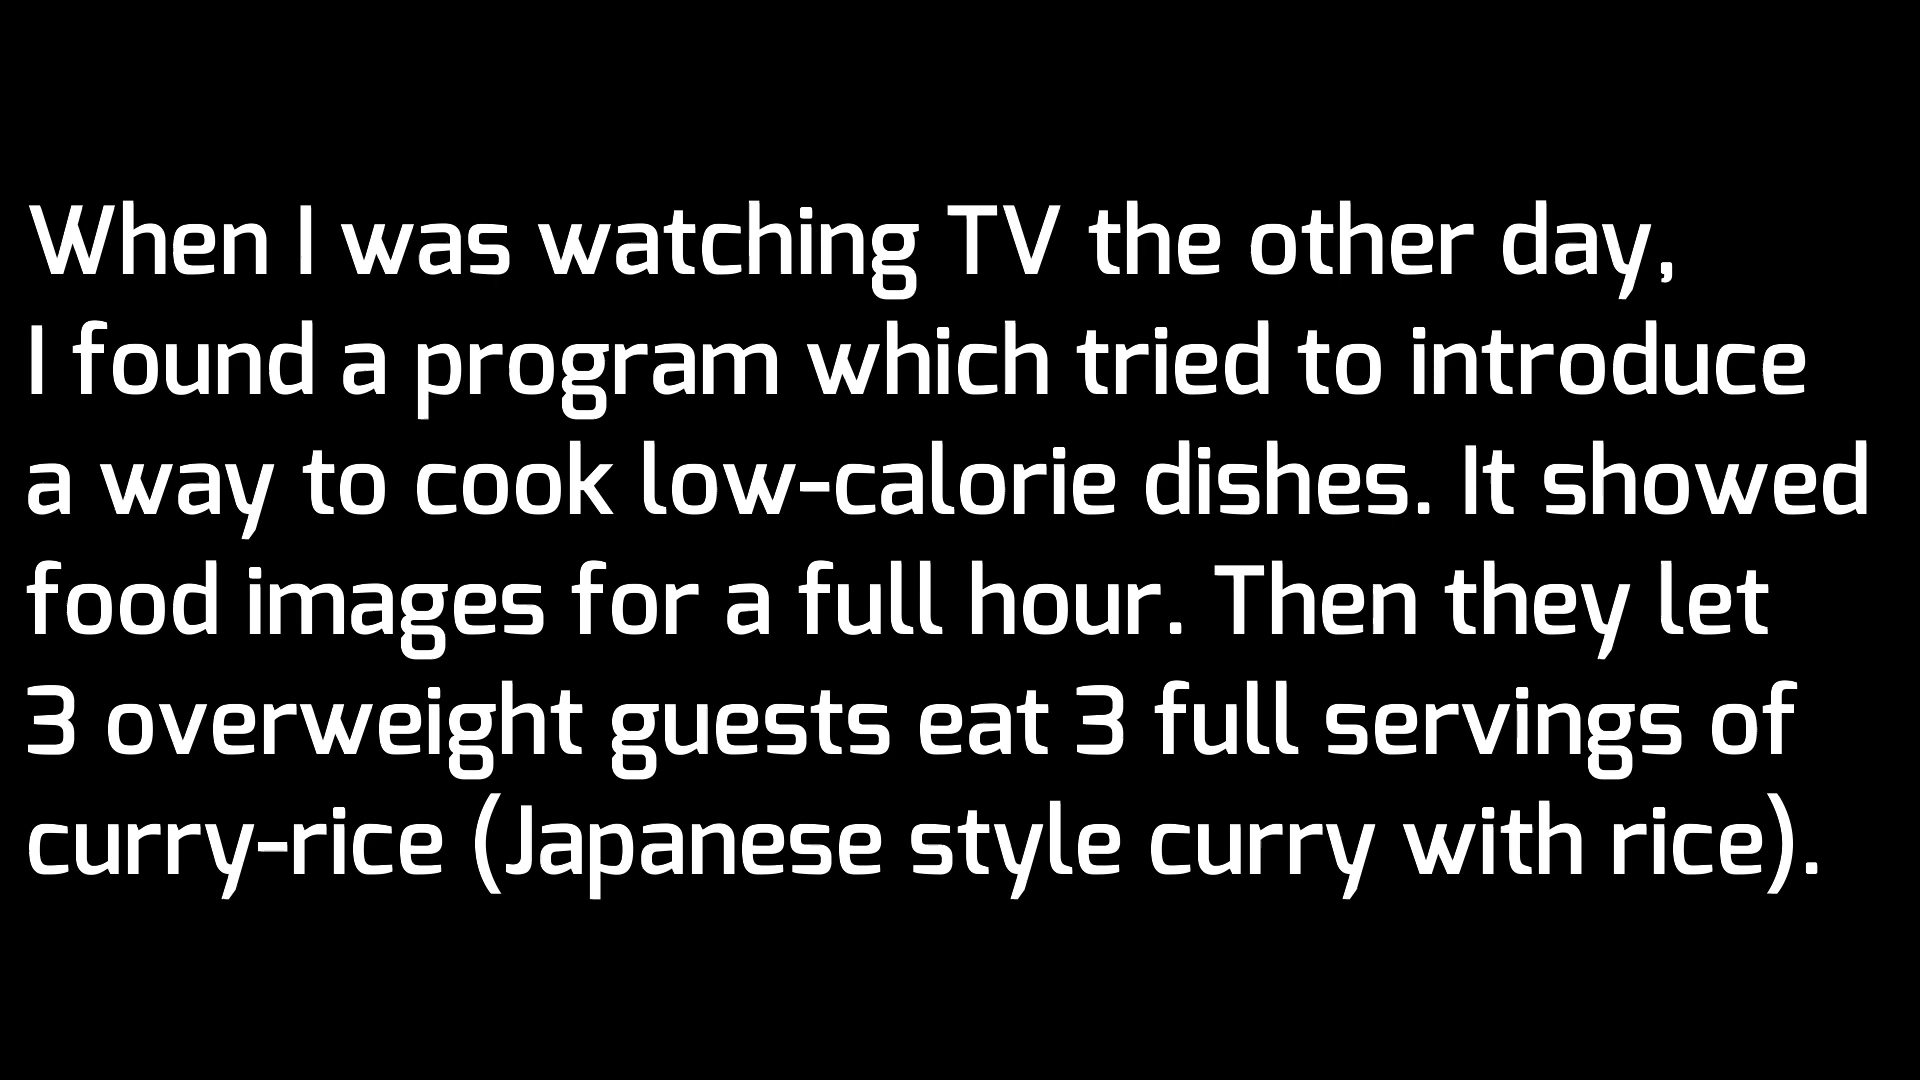 When I was watching TV the other day,
I found a program which tried to introduce
a way to cook low-calorie dishes. It showed
food images for a full hour. Then they let
3 overweight guests eat 3 full servings of
curry-rice (Japanese style curry with rice).